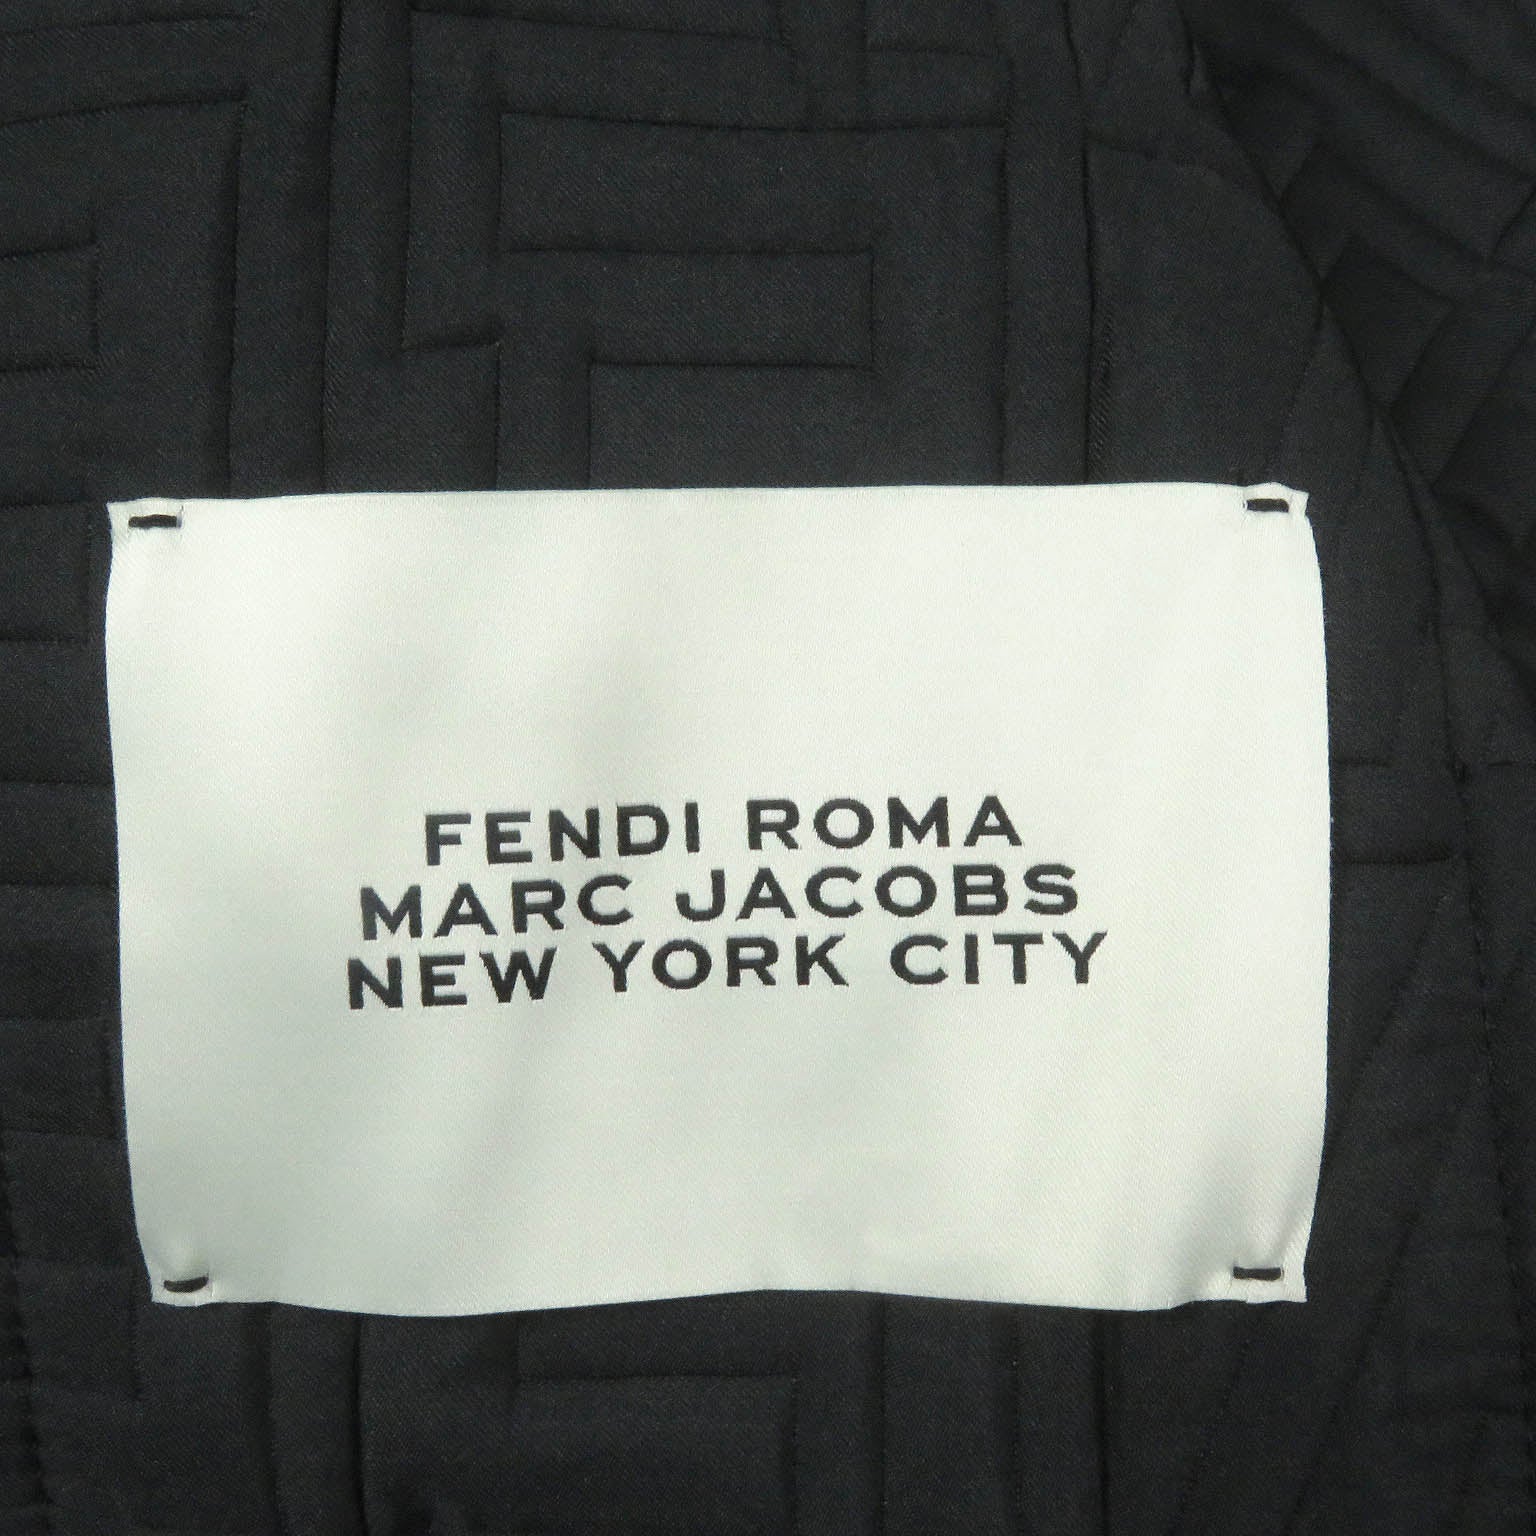 FENDI ROMA
MARC JACOBS
NEW YORK CITY